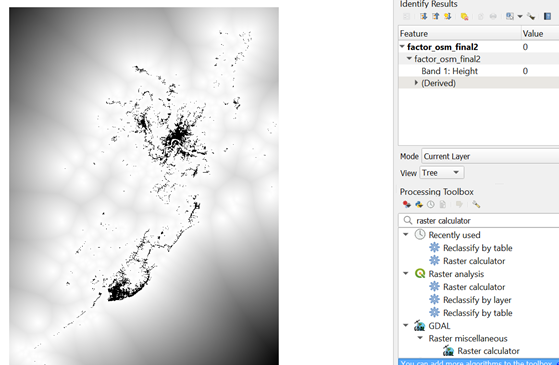 Identify Results
Feature Value
factor_osm_final2 0
factor_osm_final2
Band 1: Height 0
(Derived)
Mode Current Layer
View Tree
Processing Toolbox
raster calculator
Recently used
Reclassify by table
Raster calculator
Raster analysis
Raster calculator
Reclassify by layer
Reclassify by table
GDAL
Raster miscellaneous
Raster calculator
You can add more algorithms to the toolbox,